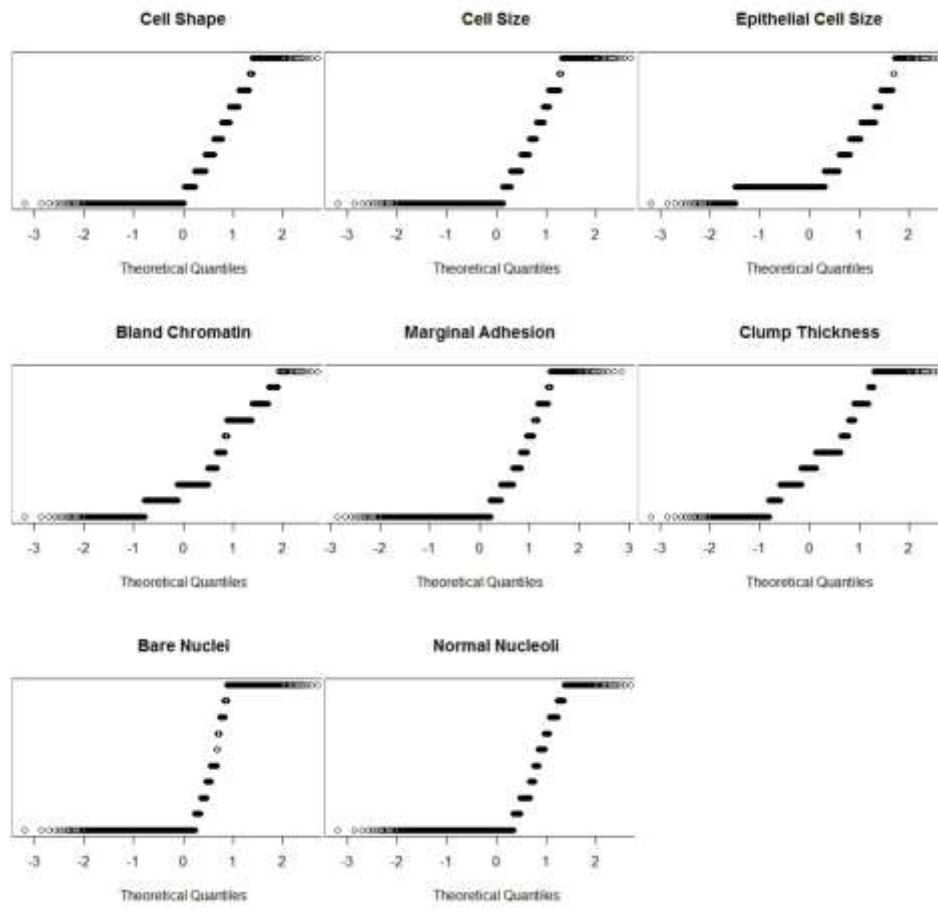 Cell Shape Cell Size Epithelial Cell Size
-3 -2 -1 0 1 2 -3 -2 -1 0 1 2 -3 -2 -1 0 1 2
Theoretical Quantiles Theoretical Quantiles Theoretical Quantiles
Bland Chromatin Marginal Adhesion Clump Thickness
-3 -2 -1 0 1 2 -3 -2 -1 0 1 2 3 -3 -2 -1 0 1 2
Theoretical Quantiles Theoretical Quantiles Theoretical Quantiles
Bare Nuclei Normal Nucleoli
-3 -2 -1 0 1 2 -3 -2 -1 0 1 2
Theoretical Quantiles Theoretical Quantiles